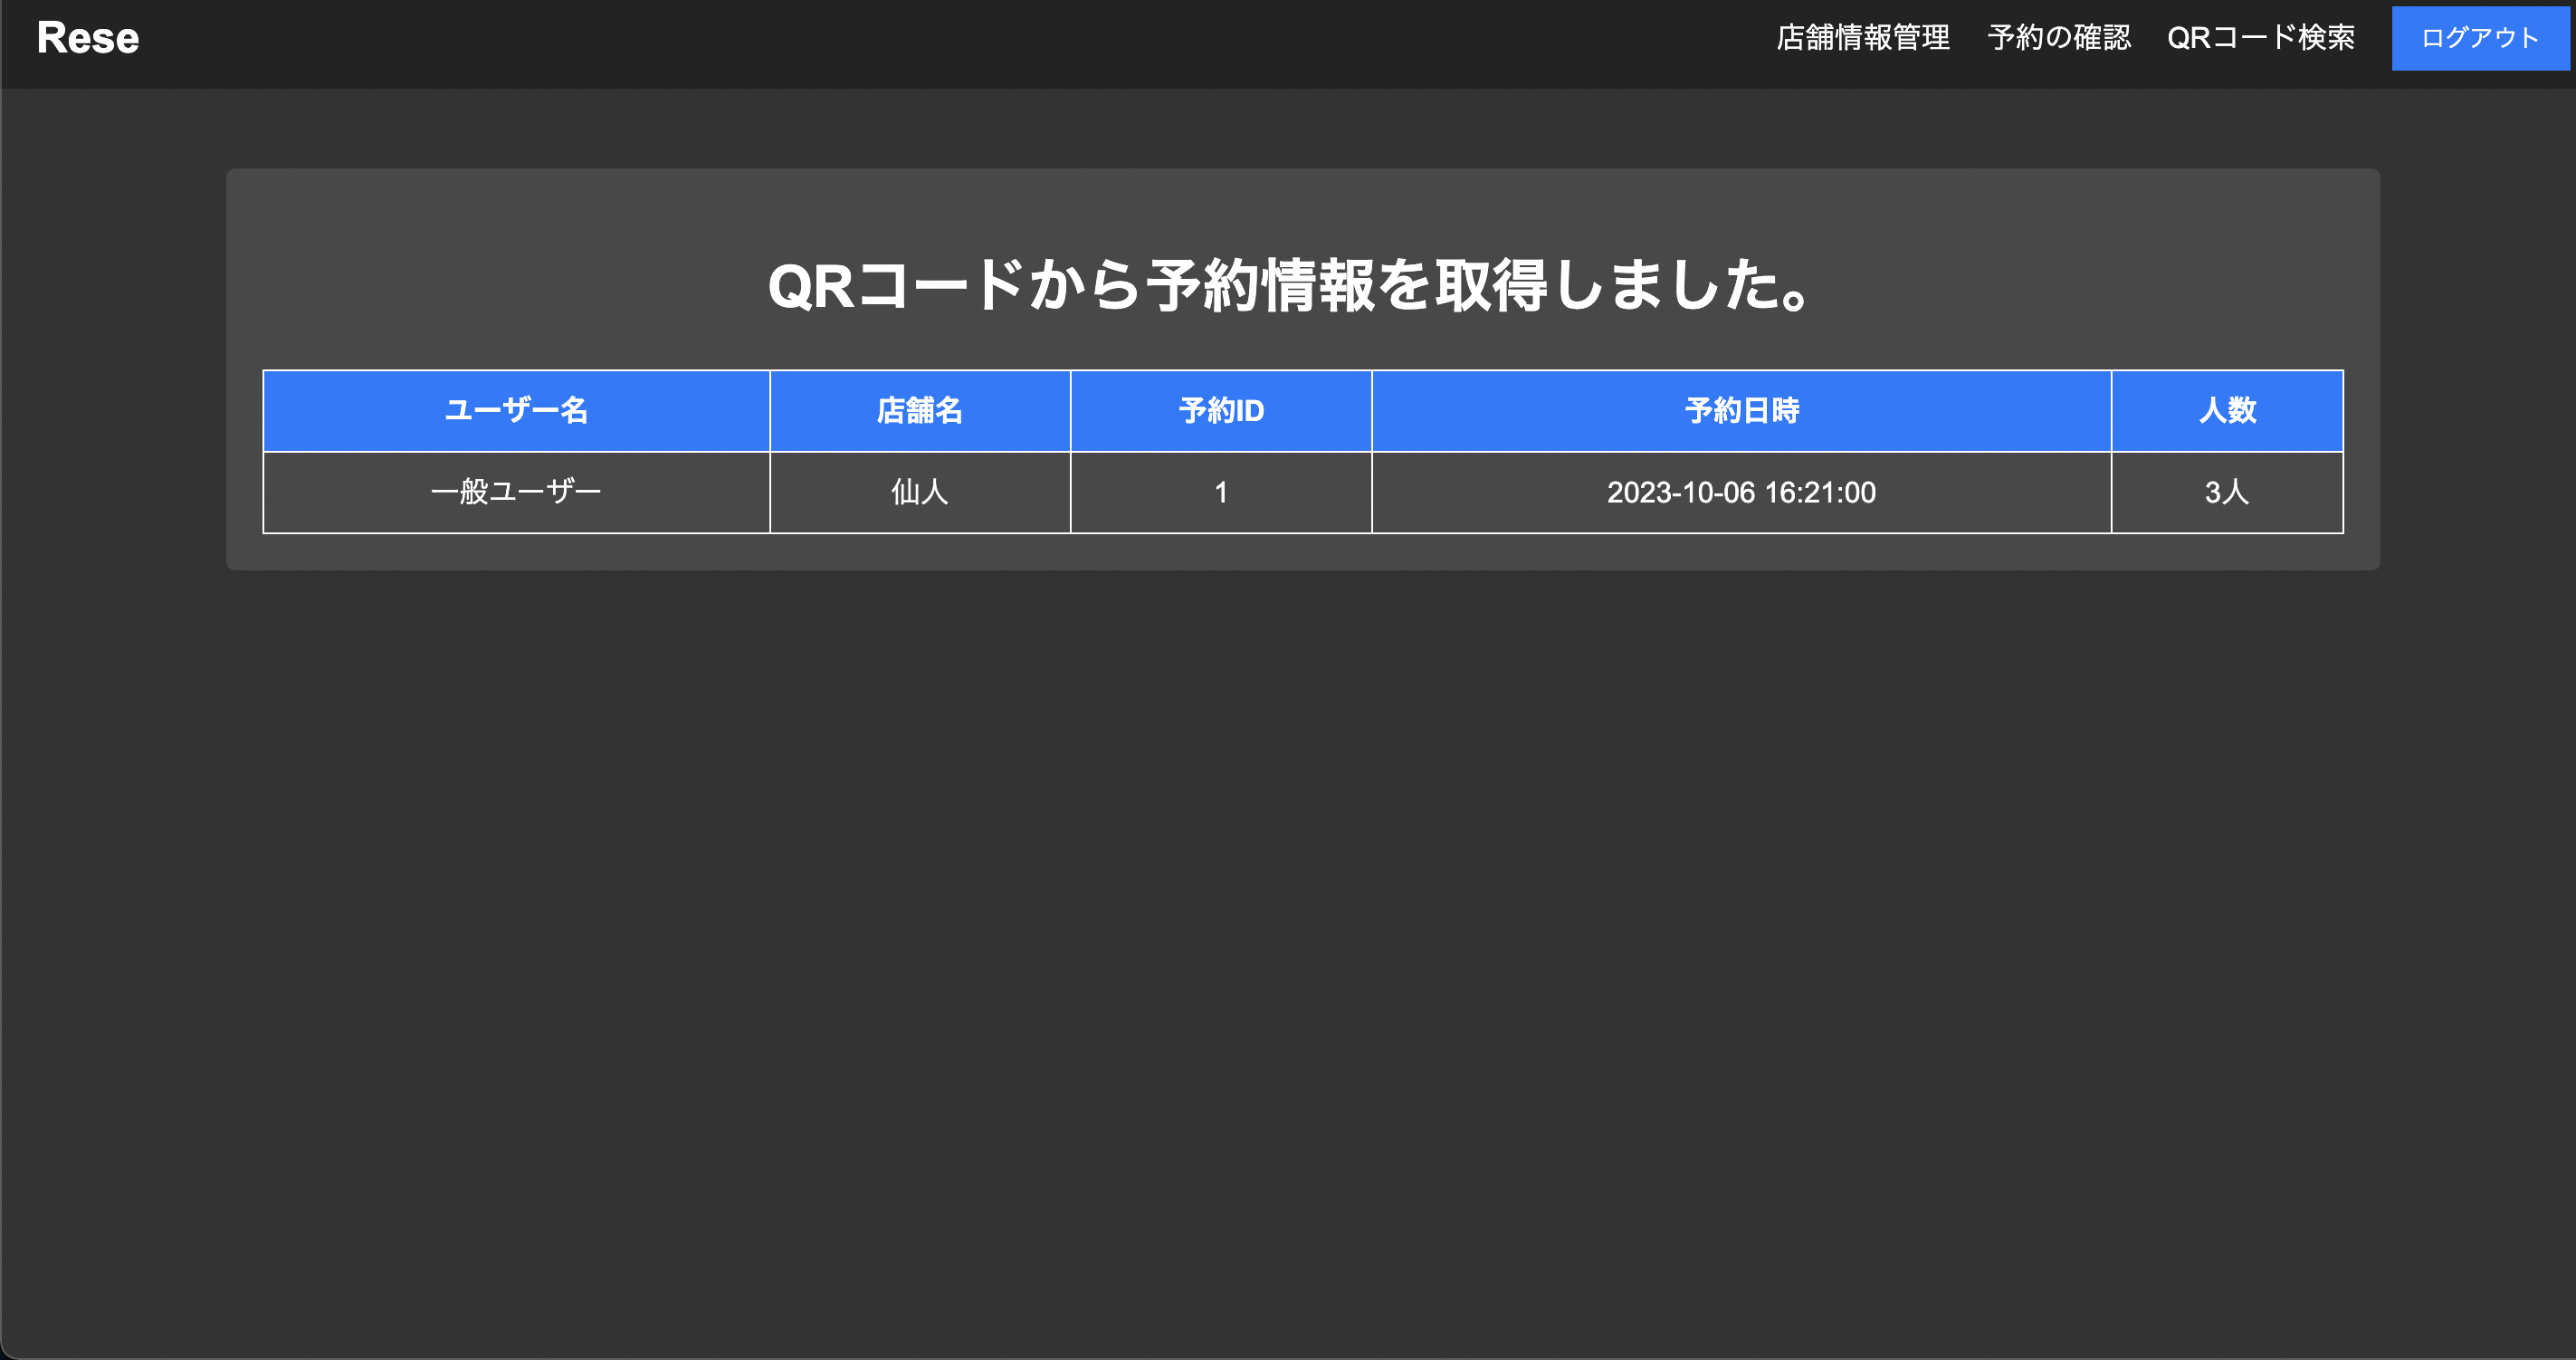 Rese 店舗情報管理 予約の確認 QRコード検索 ログアウト
QRコードから予約情報を取得しました。
ユーザー名 店舗名 予約ID 予約日時 人数
一般ユーザー 仙人 1 2023-10-06 16:21:00 3人